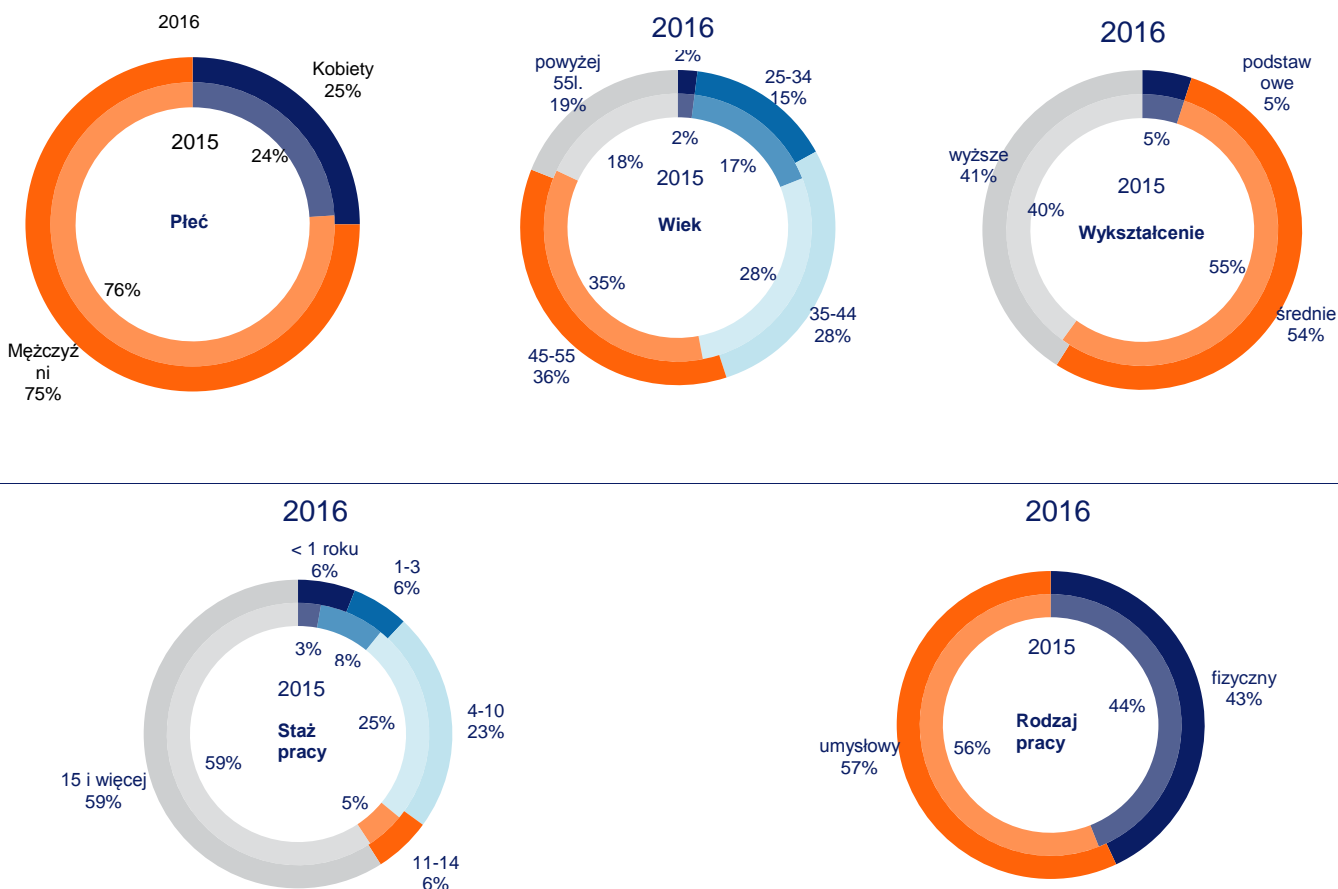 2016
Kobiety
25%
2015
24%
Płeć
76%
Mężczyź
ni
75%
2016
2%
powyżej
55l.
19%
25-34
15%
2%
18%
17%
2015
Wiek
35%
28%
35-44
28%
45-55
36%
2016
podstaw
owe
5%
5%
wyższe
41%
2015
40%
Wykształcenie
55%
średnie
54%
2016
< 1 roku
6%
1-3
6%
3%
8%
2015
25%
4-10
23%
Staż
pracy
59%
15 i więcej
59%
5%
11-14
6%
2016
2015
fizyczny
43%
44%
Rodzaj
pracy
umysłowy
57%
56%